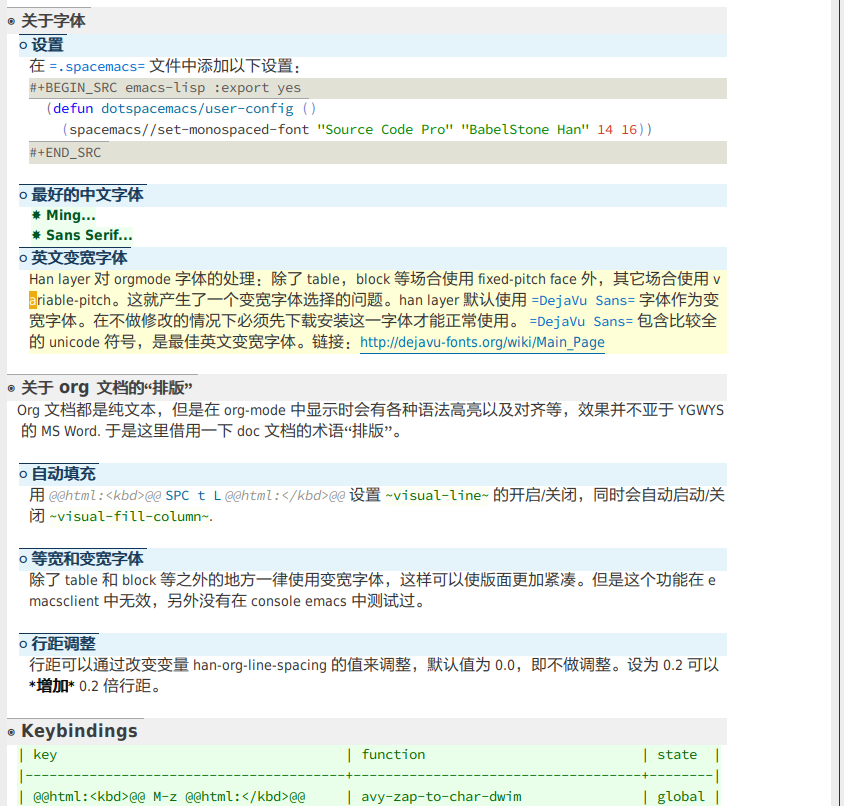 关于字体
设置
在 =.spacemacs= 文件中添加以下设置：
#+BEGIN_SRC emacs-lisp :export yes
(defun dotspacemacs/user-config ()
(spacemacs//set-monospaced-font "Source Code Pro" "BabelStone Han" 14 16))
#+END_SRC
最好的中文字体
✸ Ming...
✸ Sans Serif...
英文变宽字体
Han layer 对 orgmode 字体的处理：除了 table，block 等场合使用 fixed-pitch face 外，其它场合使用 v
ariable-pitch。这就产生了一个变宽字体选择的问题。han layer 默认使用 =DejaVu Sans= 字体作为变
宽字体。在不做修改的情况下必须先下载安装这一字体才能正常使用。 =DejaVu Sans= 包含比较全
的 unicode 符号，是最佳英文变宽字体。链接：http://dejavu-fonts.org/wiki/Main_Page
关于 org 文档的“排版”
Org 文档都是纯文本，但是在 org-mode 中显示时会有各种语法高亮以及对齐等，效果并不亚于 YGWYS
的 MS Word. 于是这里借用一下 doc 文档的术语“排版”。
自动填充
用 @@html:<kbd>@@ SPC t L @@html:</kbd>@@ 设置 ~visual-line~ 的开启/关闭，同时会自动启动/关
闭 ~visual-fill-column~.
等宽和变宽字体
除了 table 和 block 等之外的地方一律使用变宽字体，这样可以使版面更加紧凑。但是这个功能在 e
macsclient 中无效，另外没有在 console emacs 中测试过。
行距调整
行距可以通过改变变量 han-org-line-spacing 的值来调整，默认值为 0.0，即不做调整。设为 0.2 可以
*增加* 0.2 倍行距。
Keybindings
| key | function | state |
|----------------------------------------+------------------------------------+--------|
| @@html:<kbd>@@ M-z @@html:</kbd>@@ | avy-zap-to-char-dwim | global |